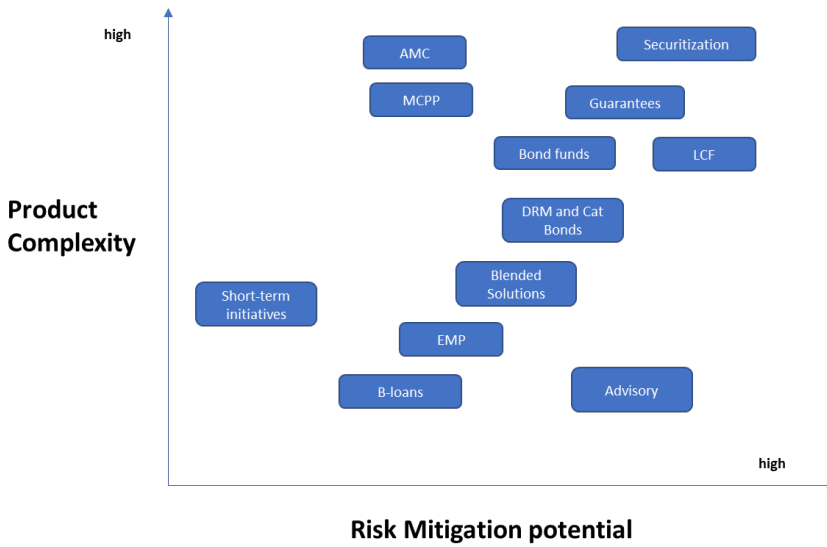 high
AMC
Securitization
MCPP
Guarantees
Bond funds
LCF
Product
Complexity
DRM and Cat
Bonds
Blended
Solutions
Short-term
initiatives
EMP
B-loans
Advisory
high
Risk Mitigation potential